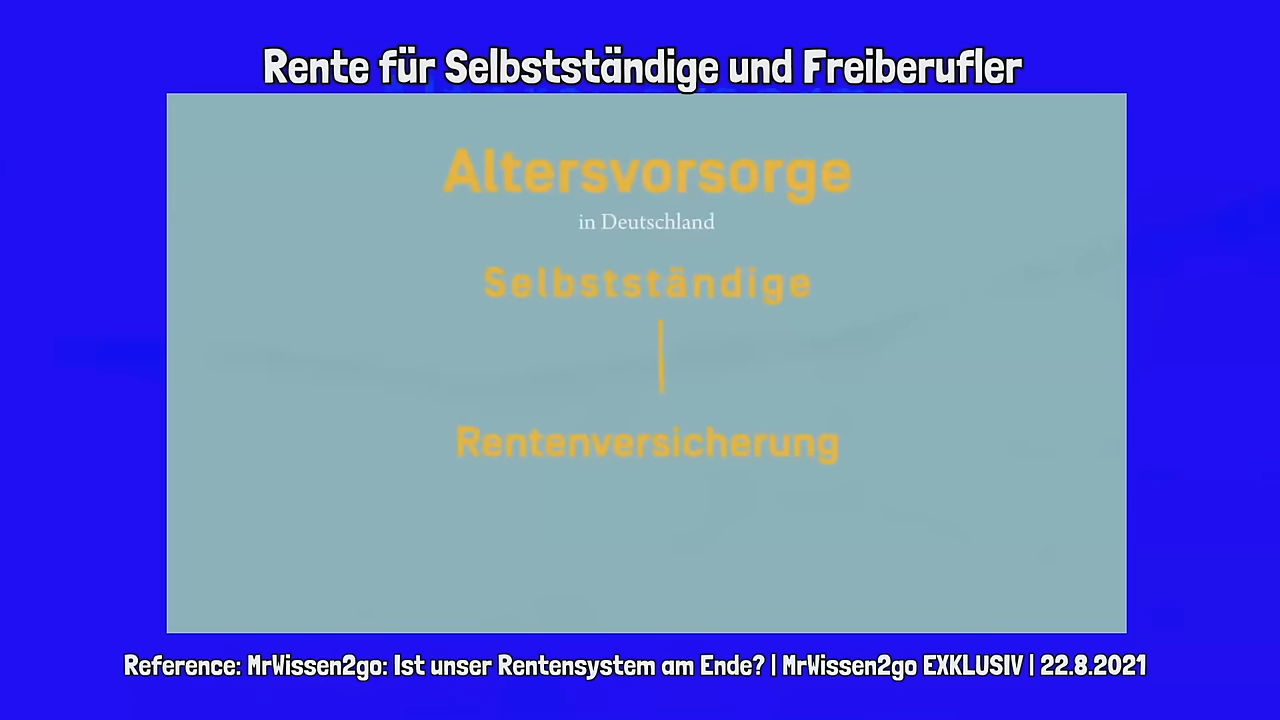 Rente für Selbstständige und Freiberufler
Altersvorsorge
in Deutschland
Selbstständige
Rentenversicherung
Reference: MrWissen2go: Ist unser Rentensystem am Ende? | MrWissen2go EXKLUSIV | 22.8.2021